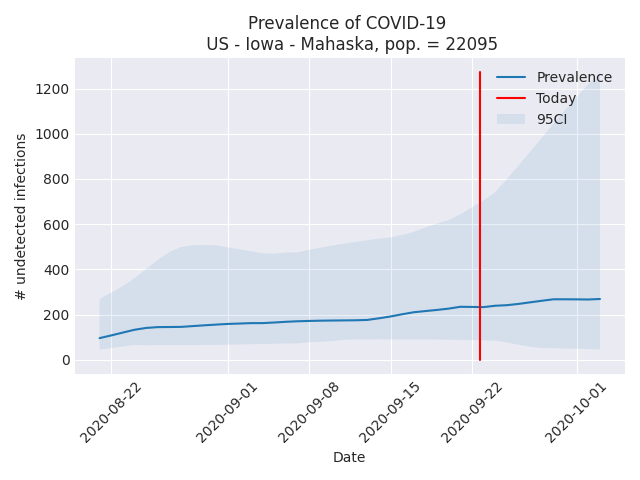 Prevalence of COVID-19
US - Iowa - Mahaska, pop. = 22095
Prevalence
Today
95CI
# undetected infections
1200
1000
800
600
400
200
0
2020-08-22
2020-09-01
2020-09-08
2020-09-15
2020-09-22
2020-10-01
Date